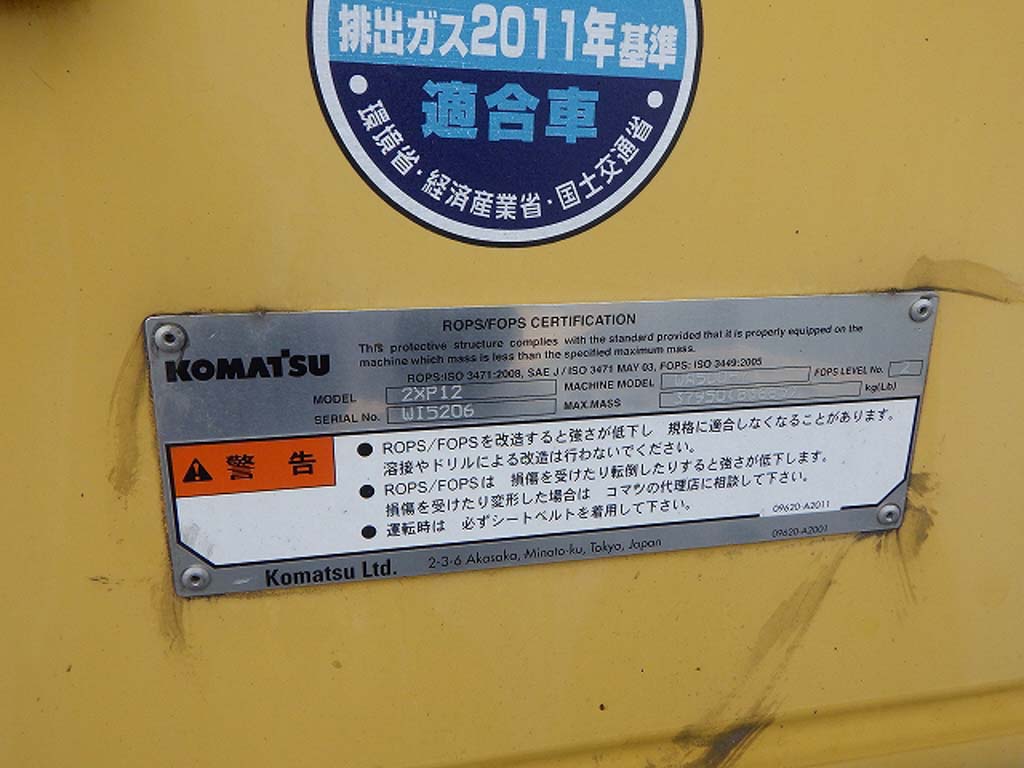 排出ガス2011年基準
適合車
環境省・経済産業省・国土交通省
ROPS/FOPS CERTIFICATION
KOMATSU
This protective structure complies with the standard provided that it is properly equipped on the
machine which mass is less than the specified maximum mass.
ROPS:ISO 3471:2008, SAE J / ISO 3471 MAY 03, FOPS: ISO 3449:2005
MODEL 2XP12 MACHINE MODEL FOPS LEVEL No. 2
SERIAL No. WI5206 MAX.MASS kg(Lb)
警 告
● ROPS/FOPSを改造すると強さが低下し 規格に適合しなくなることがあります。
溶接やドリルによる改造は行わないでください。
● ROPS/FOPSは 損傷を受けたり転倒したりすると強さが低下します。
損傷を受けたり変形した場合は コマツの代理店に相談して下さい。
● 運転時は 必ずシートベルトを着用して下さい。
09620-A2011
Komatsu Ltd. 2-3-6 Akasaka, Minato-ku, Tokyo, Japan
09620-A2001